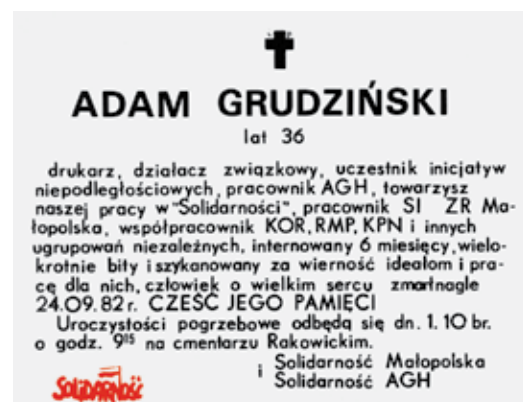 ADAM GRUDZIŃSKI
lat 36
drukarz, działacz związkowy, uczestnik inicjatyw
niepodległościowych, pracownik AGH, towarzysz
naszej pracy w "Solidarności", pracownik SI ZR Ma-
łopolska, współpracownik KOR, RMP, KPN i innych
ugrupowań niezależnych, internowany 6 miesięcy, wielo-
krotnie bity i szykanowany za wierność ideałom i pra-
cę dla nich, człowiek o wielkim sercu zmarł nagle
24.09.82 r. CZEŚĆ JEGO PAMIĘCI
Uroczystości pogrzebowe odbędą się dn. 1.10 br.
o godz. 9¹⁵ na cmentarzu Rakowickim.
Solidarność Małopolska
i Solidarność AGH
SOLIDARNOŚĆ